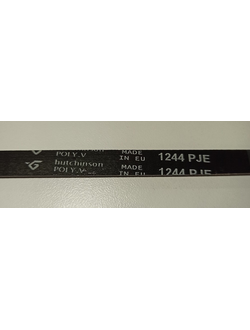 POLY.V MADE IN EU 1244 PJE
hutchinson POLY.V MADE IN EU 1244 PJE